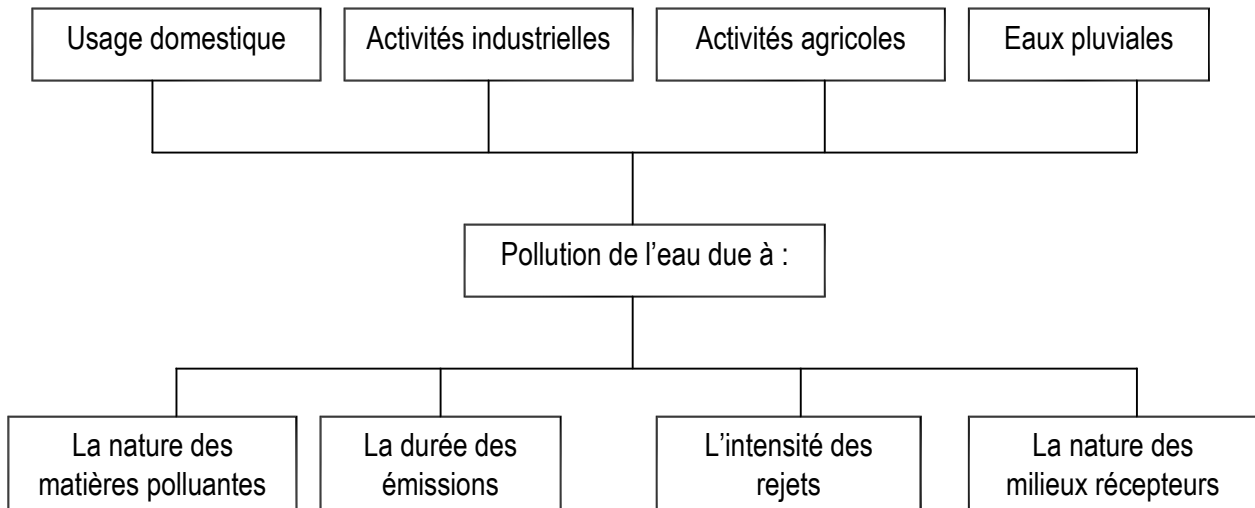 Usage domestique
Activités industrielles
Activités agricoles
Eaux pluviales
Pollution de l’eau due à :
La nature des
matières polluantes
La durée des
émissions
L’intensité des
rejets
La nature des
milieux récepteurs